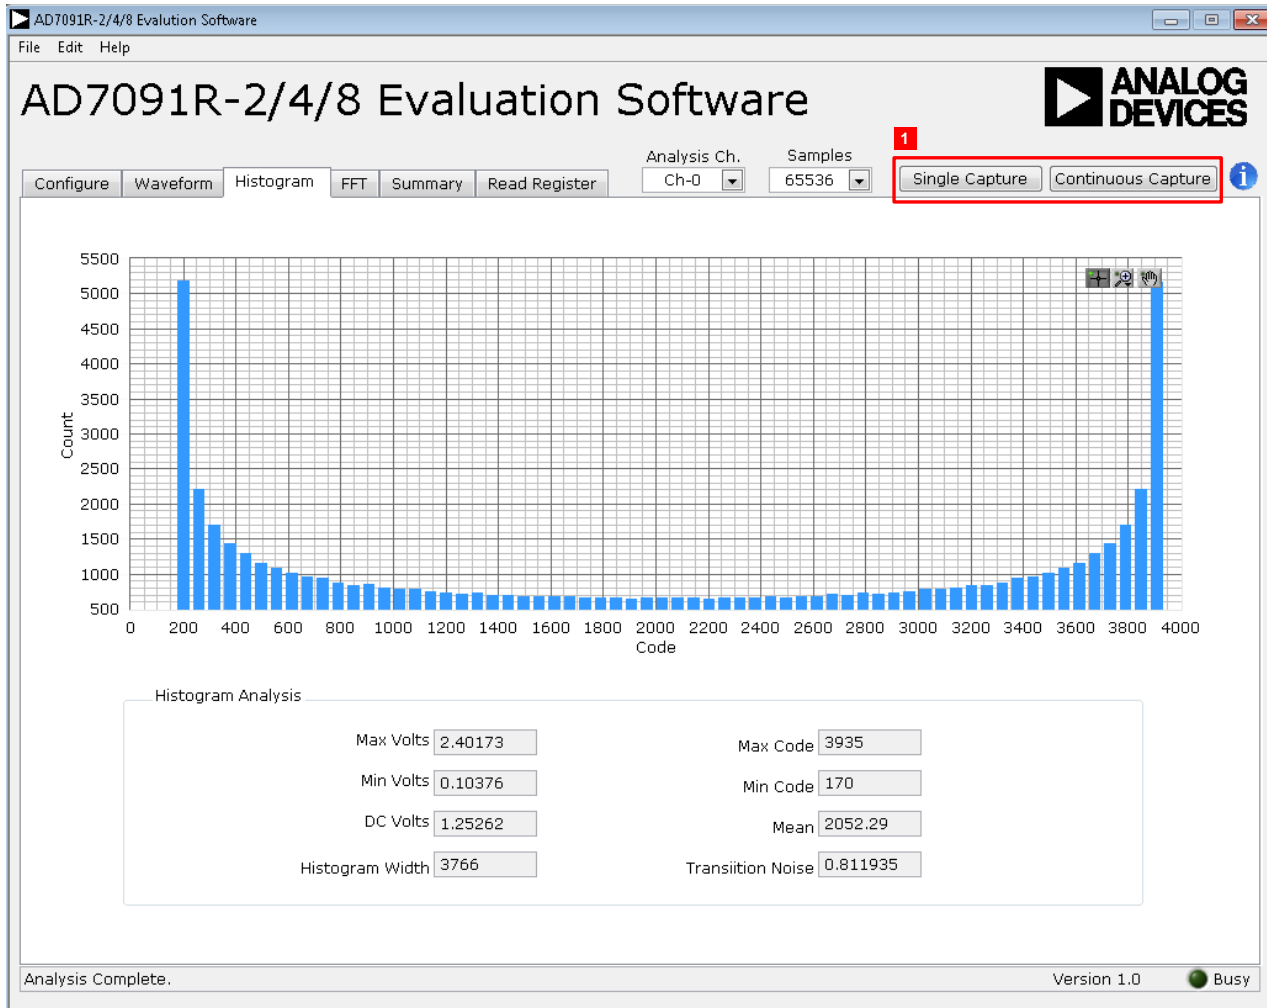 AD7091R-2/4/8 Evalution Software
File Edit Help
AD7091R-2/4/8 Evaluation Software
ANALOG
DEVICES
1
Analysis Ch. Samples
Configure Waveform Histogram FFT Summary Read Register Ch-0 65536 Single Capture Continuous Capture i
5500
5000
4500
4000
3500
3000
2500
2000
1500
1000
500
Count
0 200 400 600 800 1000 1200 1400 1600 1800 2000 2200 2400 2600 2800 3000 3200 3400 3600 3800 4000
Code
Histogram Analysis
Max Volts 2.40173 Max Code 3935
Min Volts 0.10376 Min Code 170
DC Volts 1.25262 Mean 2052.29
Histogram Width 3766 Transiition Noise 0.811935
Analysis Complete. Version 1.0 Busy